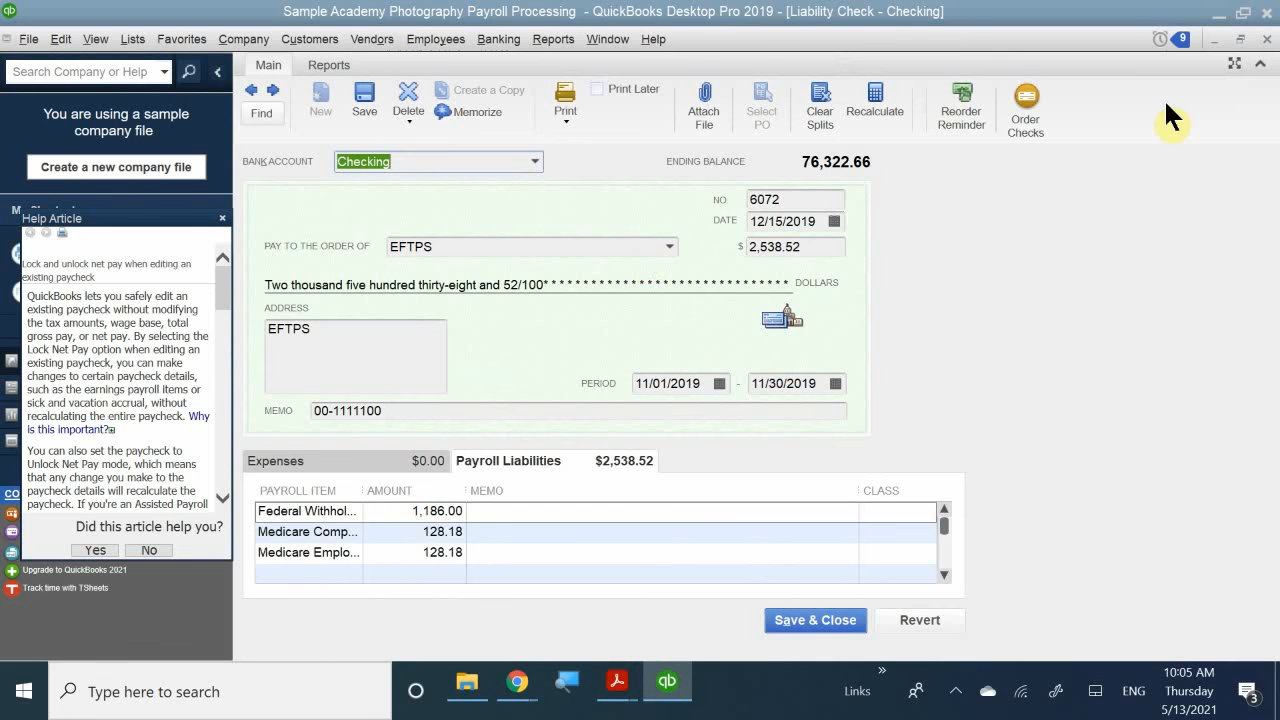 Sample Academy Photography Payroll Processing - QuickBooks Desktop Pro 2019 - [Liability Check - Checking]
File Edit View Lists Favorites Company Customers Vendors Employees Banking Reports Window Help 9
Search Company or Help
You are using a sample
company file
Create a new company file
Help Article
Lock and unlock net pay when editing an
existing paycheck
QuickBooks lets you safely edit an
existing paycheck without modifying
the tax amounts, wage base, total
gross pay, or net pay. By selecting the
Lock Net Pay option when editing an
existing paycheck, you can make
changes to certain paycheck details,
such as the earnings payroll items or
sick and vacation accrual, without
recalculating the entire paycheck. Why
is this important?
You can also set the paycheck to
Unlock Net Pay mode, which means
that any change you make to the
paycheck details will recalculate the
paycheck. If you're an Assisted Payroll
Did this article help you?
Yes No
Upgrade to QuickBooks 2021
Track time with TSheets
Main Reports
Find
New
Save
Delete
Create a Copy
Memorize
Print
Print Later
Attach
File
Select
PO
Clear
Splits
Recalculate
Reorder
Reminder
Order
Checks
BANK ACCOUNT Checking ENDING BALANCE 76,322.66
NO. 6072
DATE 12/15/2019
PAY TO THE ORDER OF EFTPS $ 2,538.52
Two thousand five hundred thirty-eight and 52/100* * * * * * * * * * * * * * * * * * * * * * * * * * * * * * DOLLARS
ADDRESS
EFTPS
PERIOD 11/01/2019 - 11/30/2019
MEMO 00-1111100
Expenses $0.00 Payroll Liabilities $2,538.52
PAYROLL ITEM AMOUNT MEMO CLASS
Federal Withhol... 1,186.00
Medicare Comp... 128.18
Medicare Emplo... 128.18
Save & Close Revert
Type here to search
qb
Links
ENG
10:05 AM
Thursday
5/13/2021
3